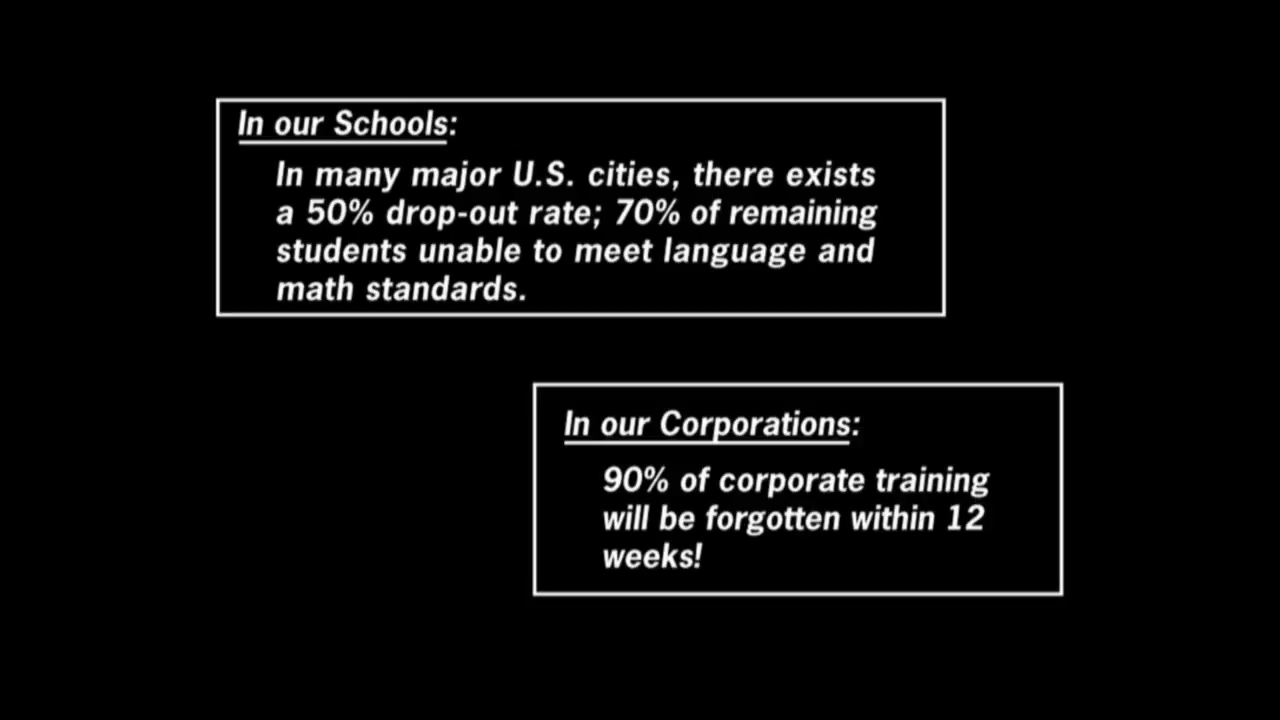 In our Schools:
In many major U.S. cities, there exists
a 50% drop-out rate; 70% of remaining
students unable to meet language and
math standards.
In our Corporations:
90% of corporate training
will be forgotten within 12
weeks!